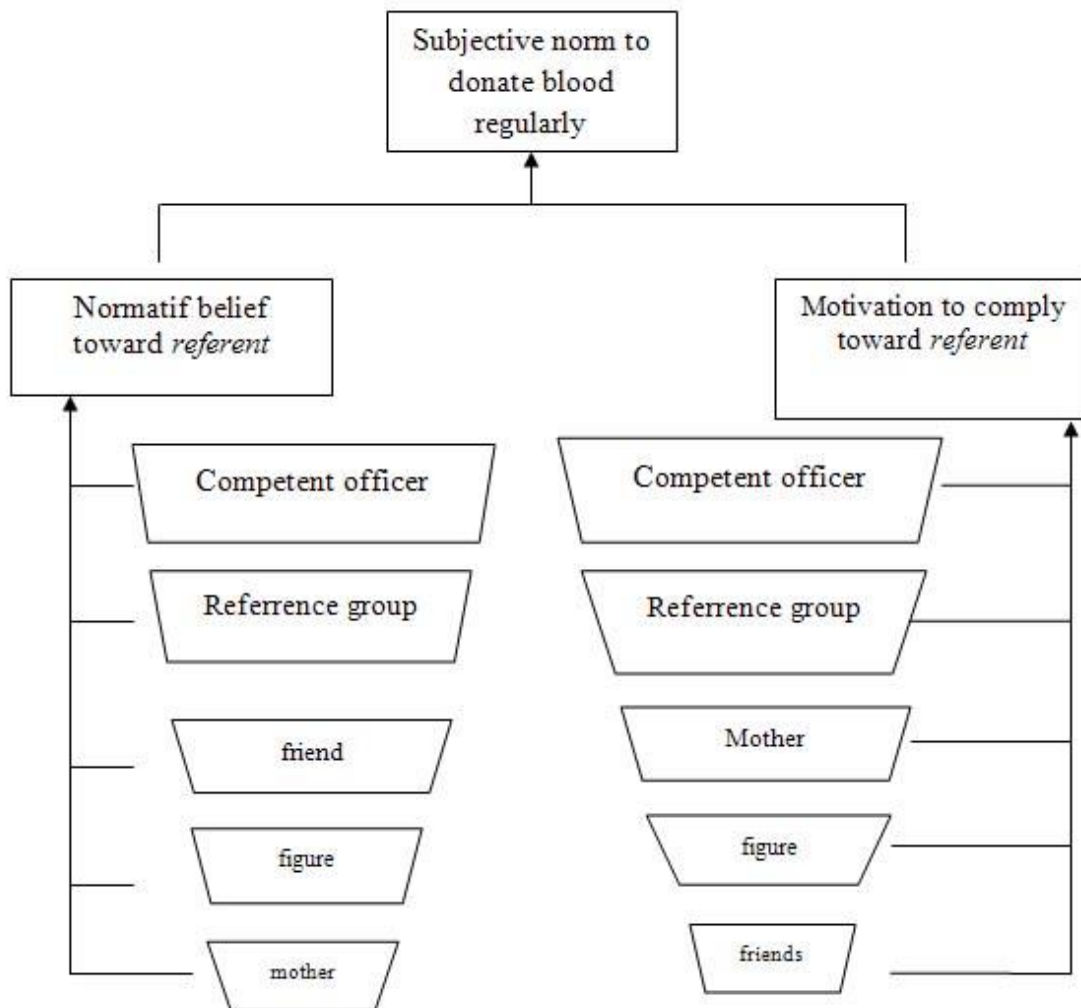 Subjective norm to
donate blood
regularly
Normatif belief
toward referent
Motivation to comply
toward referent
Competent officer
Referrence group
friend
figure
mother
Competent officer
Referrence group
Mother
figure
friends